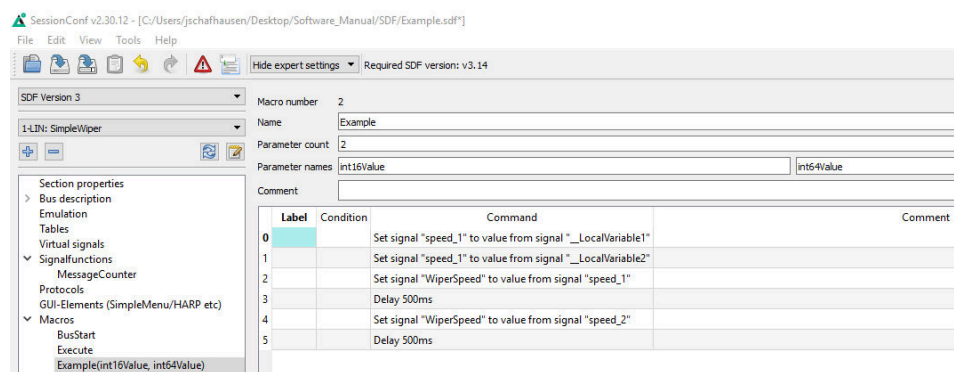 SessionConf v2.30.12 - [C:/Users/jschafhausen/Desktop/Software_Manual/SDF/Example.sdf*]
File Edit View Tools Help
Hide expert settings Required SDF version: v3.14
SDF Version 3
1-LIN: SimpleWiper
Section properties
Bus description
Emulation
Tables
Virtual signals
Signalfunctions
MessageCounter
Protocols
GUI-Elements (SimpleMenu/HARP etc)
Macros
BusStart
Execute
Example(int16Value, int64Value)
Macro number 2
Name Example
Parameter count 2
Parameter names int16Value int64Value
Comment
Label Condition Command Comment
0 Set signal "speed_1" to value from signal "__LocalVariable1"
1 Set signal "speed_1" to value from signal "__LocalVariable2"
2 Set signal "WiperSpeed" to value from signal "speed_1"
3 Delay 500ms
4 Set signal "WiperSpeed" to value from signal "speed_2"
5 Delay 500ms